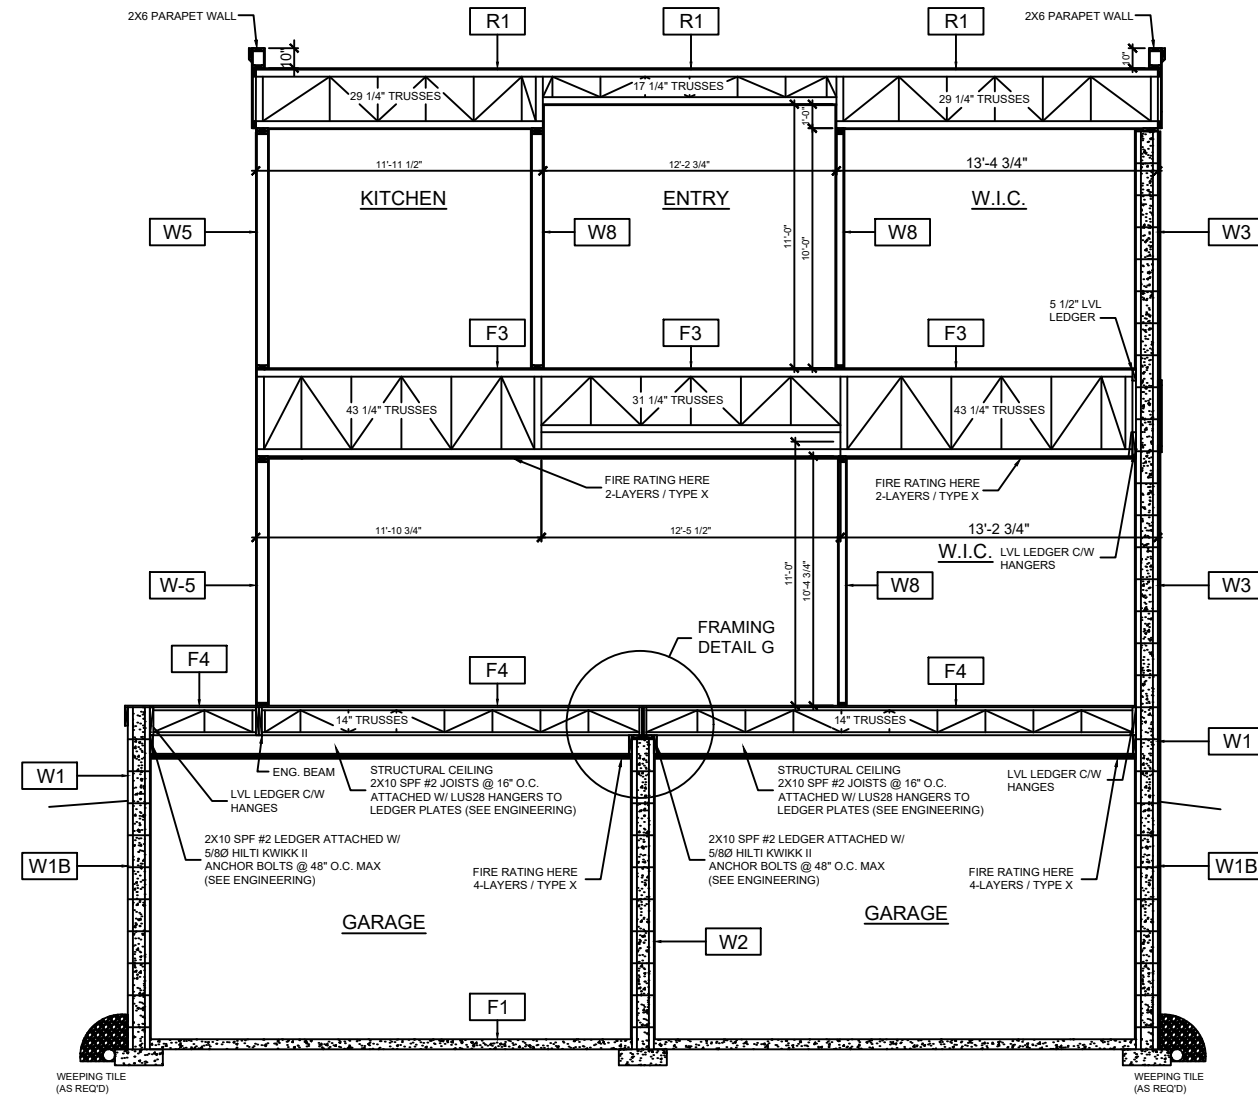 2X6 PARAPET WALL
R1
R1
R1
2X6 PARAPET WALL
10"
10"
29 1/4" TRUSSES
17 1/4" TRUSSES
29 1/4" TRUSSES
1'-0"
11'-11 1/2"
12'-2 3/4"
13'-4 3/4"
KITCHEN
ENTRY
W.I.C.
W5
W8
W8
W3
11'-0"
10'-0"
5 1/2" LVL
LEDGER
F3
F3
F3
43 1/4" TRUSSES
31 1/4" TRUSSES
43 1/4" TRUSSES
FIRE RATING HERE
2-LAYERS / TYPE X
FIRE RATING HERE
2-LAYERS / TYPE X
11'-10 3/4"
12'-5 1/2"
13'-2 3/4"
W.I.C.
LVL LEDGER C/W
HANGERS
W-5
11'-0"
10'-4 3/4"
W8
W3
FRAMING
DETAIL G
F4
F4
F4
14" TRUSSES
14" TRUSSES
W1
W1
ENG. BEAM
LVL LEDGER C/W
HANGES
STRUCTURAL CEILING
2X10 SPF #2 JOISTS @ 16" O.C.
ATTACHED W/ LUS28 HANGERS TO
LEDGER PLATES (SEE ENGINEERING)
STRUCTURAL CEILING
2X10 SPF #2 JOISTS @ 16" O.C.
ATTACHED W/ LUS28 HANGERS TO
LEDGER PLATES (SEE ENGINEERING)
LVL LEDGER C/W
HANGES
2X10 SPF #2 LEDGER ATTACHED W/
5/8Ø HILTI KWIKK II
ANCHOR BOLTS @ 48" O.C. MAX
(SEE ENGINEERING)
FIRE RATING HERE
4-LAYERS / TYPE X
2X10 SPF #2 LEDGER ATTACHED W/
5/8Ø HILTI KWIKK II
ANCHOR BOLTS @ 48" O.C. MAX
(SEE ENGINEERING)
FIRE RATING HERE
4-LAYERS / TYPE X
W1B
W1B
GARAGE
GARAGE
W2
F1
WEEPING TILE
(AS REQ'D)
WEEPING TILE
(AS REQ'D)